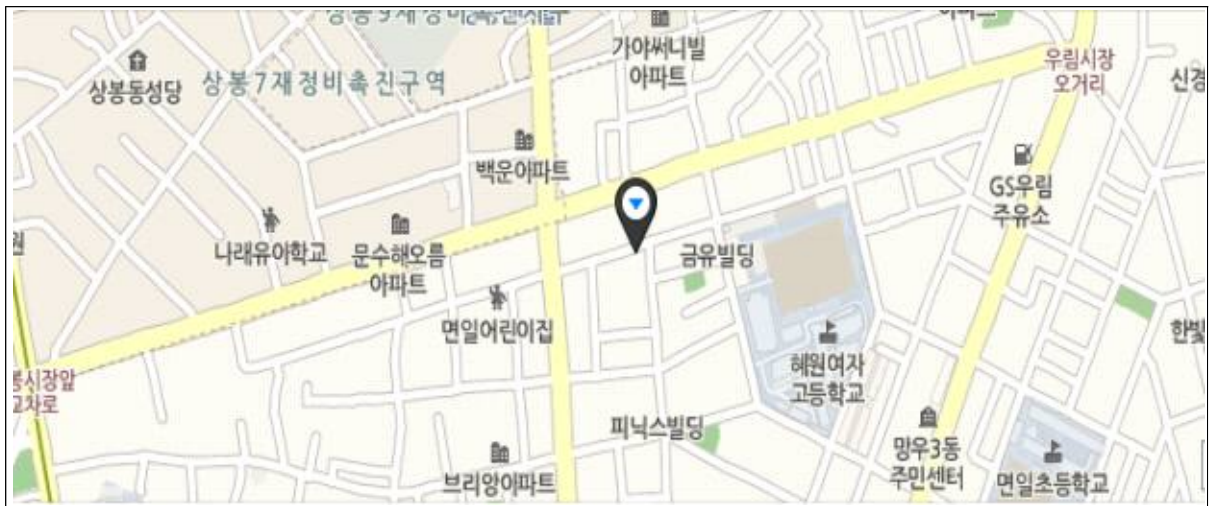 가야써니빌
아파트
우림시장
오거리
상봉동성당
상봉7재정비촉진구역
백운아파트
GS우림
주유소
나래유아학교
문수해오름
아파트
금유빌딩
면일어린이집
혜원여자
고등학교
피닉스빌딩
망우3동
주민센터
브리앙아파트
면일초등학교